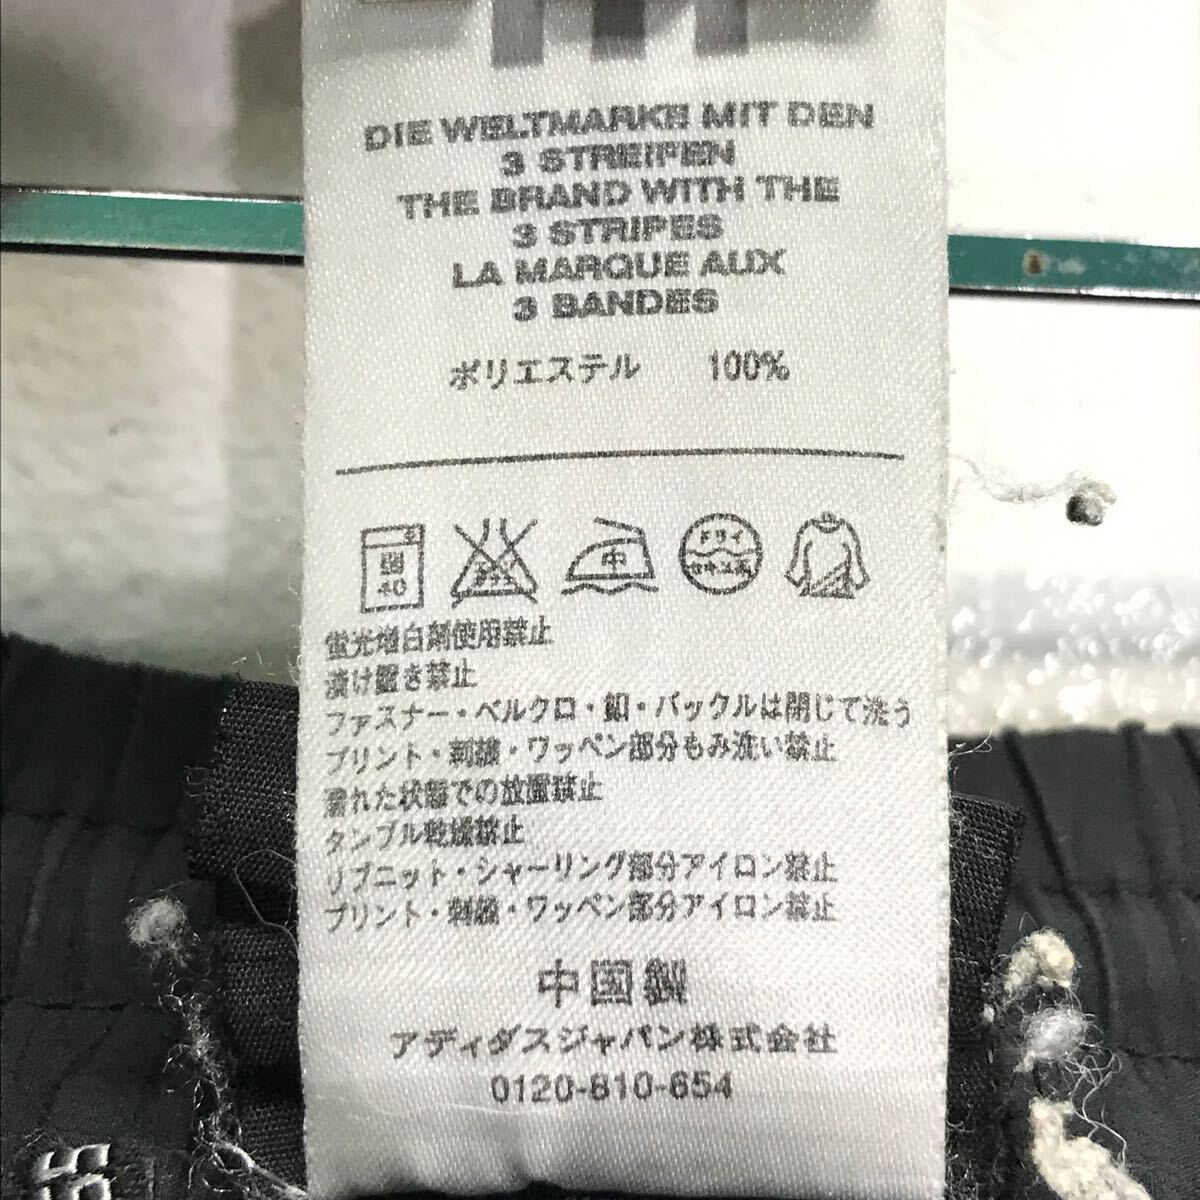 DIE WELTMARKE MIT DEN
3 STREIFEN
THE BRAND WITH THE
3 STRIPES
LA MARQUE AUX
3 BANDES
ポリエステル 100%
40 中 ドライ
蛍光増白剤使用禁止
漬け置き禁止
ファスナー・ベルクロ・釦・バックルは閉じて洗う
プリント・刺繍・ワッペン部分もみ洗い禁止
濡れた状態での放置禁止
タンブル乾燥禁止
リブニット・シャーリング部分アイロン禁止
プリント・刺繍・ワッペン部分アイロン禁止
中国製
アディダスジャパン株式会社
0120-810-654